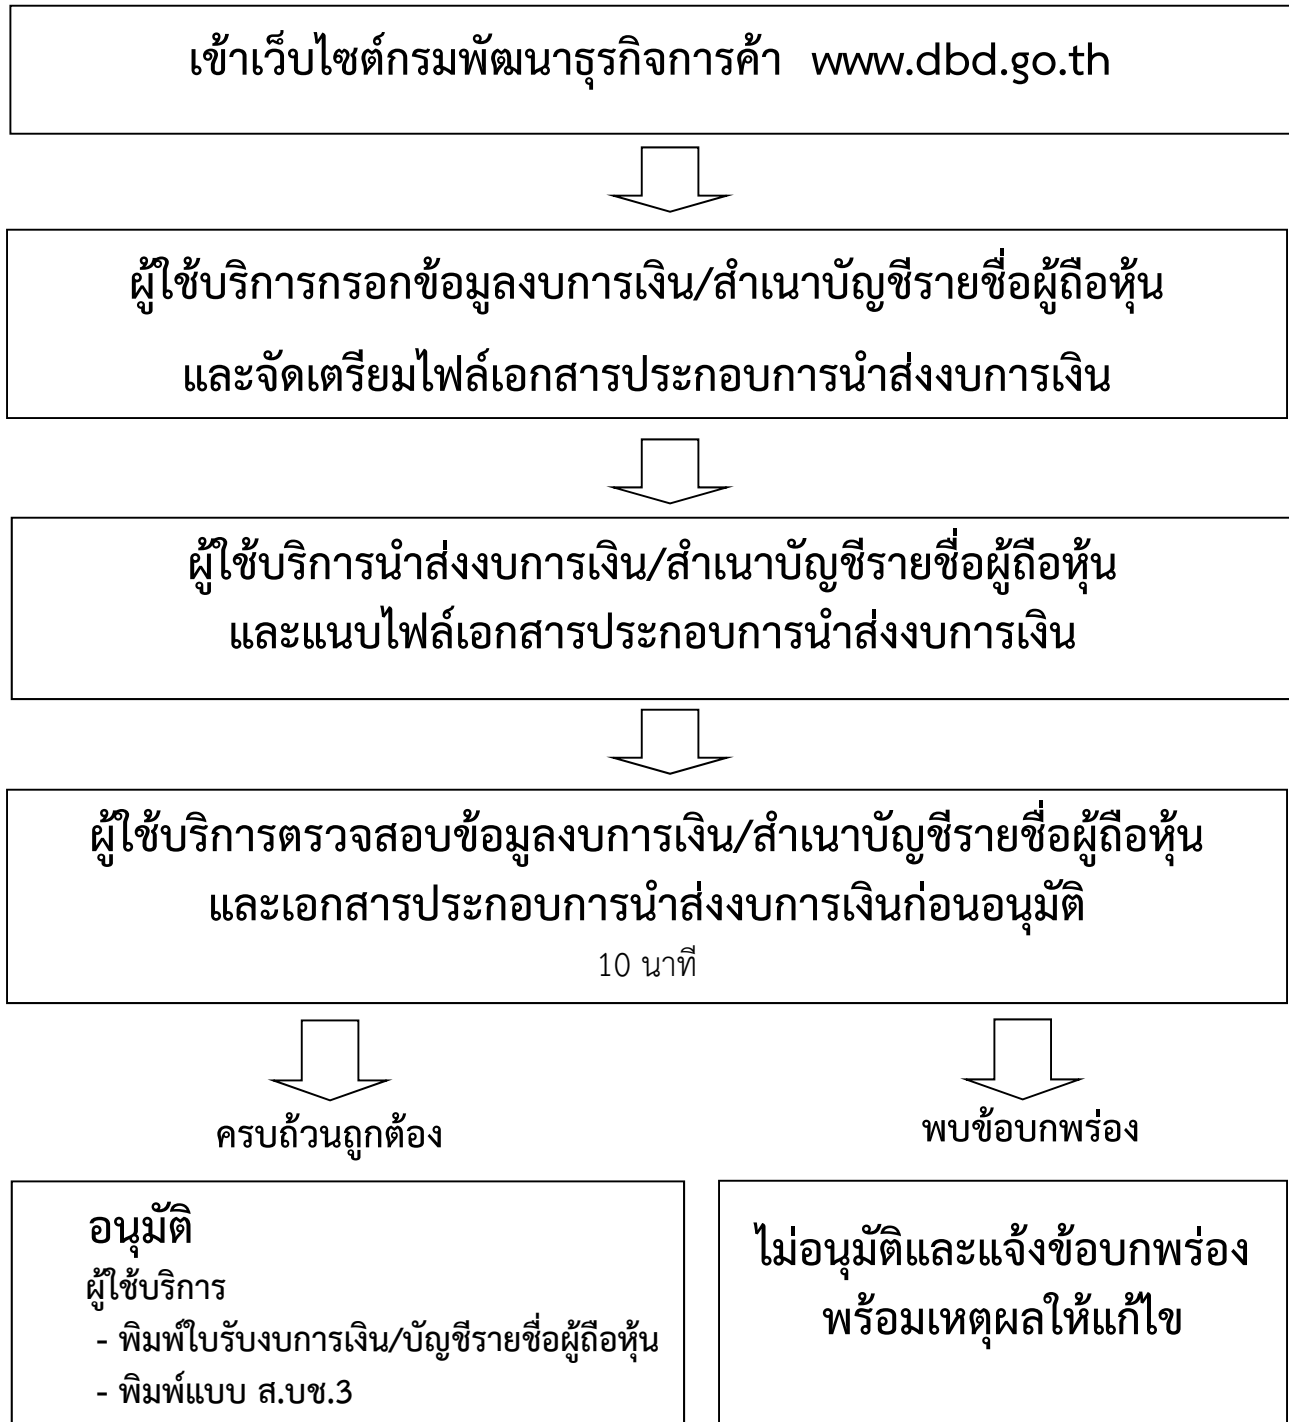 เข้าเว็บไซต์กรมพัฒนาธุรกิจการค้า www.dbd.go.th
ผู้ใช้บริการกรอกข้อมูลงบการเงิน/สำเนาบัญชีรายชื่อผู้ถือหุ้น
และจัดเตรียมไฟล์เอกสารประกอบการนำส่งงบการเงิน
ผู้ใช้บริการนำส่งงบการเงิน/สำเนาบัญชีรายชื่อผู้ถือหุ้น
และแนบไฟล์เอกสารประกอบการนำส่งงบการเงิน
ผู้ใช้บริการตรวจสอบข้อมูลงบการเงิน/สำเนาบัญชีรายชื่อผู้ถือหุ้น
และเอกสารประกอบการนำส่งงบการเงินก่อนอนุมัติ
10 นาที
ครบถ้วนถูกต้อง
อนุมัติ
ผู้ใช้บริการ
- พิมพ์ใบรับงบการเงิน/บัญชีรายชื่อผู้ถือหุ้น
- พิมพ์แบบ ส.บช.3
พบข้อบกพร่อง
ไม่อนุมัติและแจ้งข้อบกพร่อง
พร้อมเหตุผลให้แก้ไข